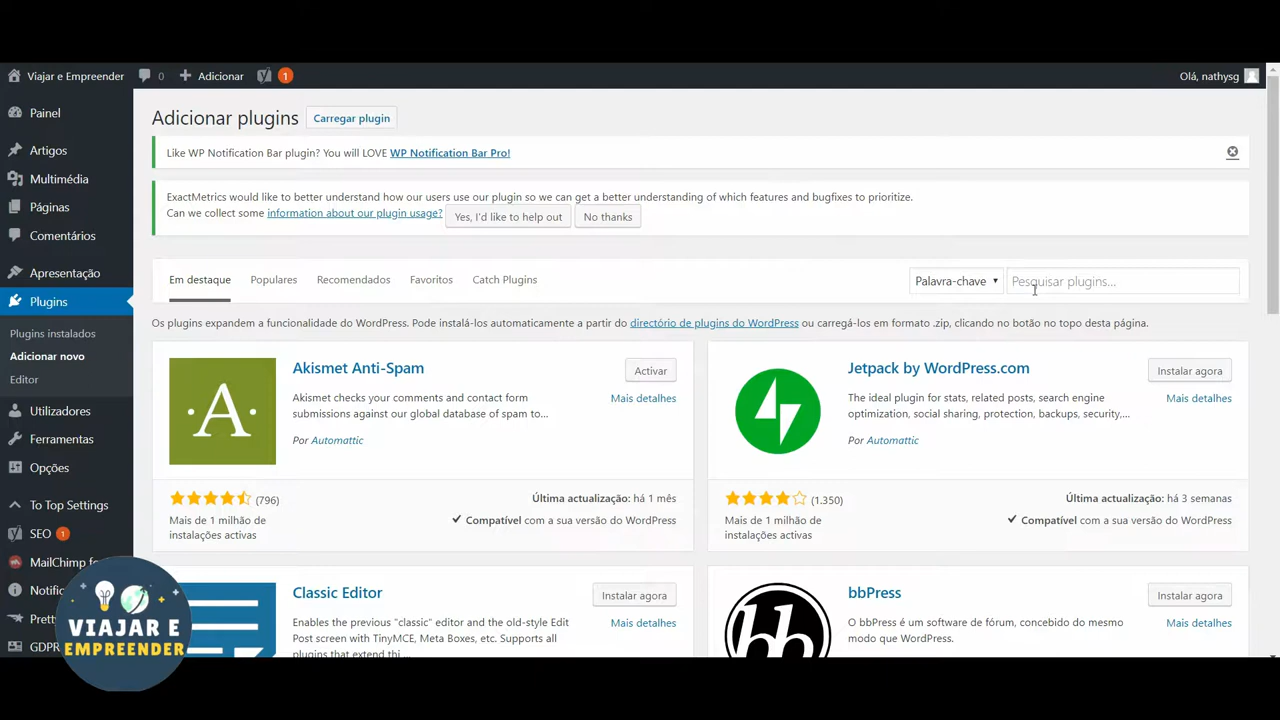 Viajar e Empreender 0 Adicionar 1 Olá, nathysg
Painel
Artigos
Multimédia
Páginas
Comentários
Apresentação
Plugins
Plugins instalados
Adicionar novo
Editor
Utilizadores
Ferramentas
Opções
To Top Settings
SEO 1
MailChimp fo
Notific
Prett
GDPR
VIAJAR E
EMPREENDER
Adicionar plugins Carregar plugin
Like WP Notification Bar plugin? You will LOVE WP Notification Bar Pro!
ExactMetrics would like to better understand how our users use our plugin so we can get a better understanding of which features and bugfixes to prioritize.
Can we collect some information about our plugin usage? Yes, I'd like to help out No thanks
Em destaque Populares Recomendados Favoritos Catch Plugins Palavra-chave Pesquisar plugins...
Os plugins expandem a funcionalidade do WordPress. Pode instalá-los automaticamente a partir do directório de plugins do WordPress ou carregá-los em formato .zip, clicando no botão no topo desta página.
A
Akismet Anti-Spam
Activar
Akismet checks your comments and contact form
submissions against our global database of spam to...
Mais detalhes
Por Automattic
(796)
Mais de 1 milhão de
instalações activas
Última actualização: há 1 mês
Compatível com a sua versão do WordPress
Jetpack by WordPress.com
Instalar agora
The ideal plugin for stats, related posts, search engine
optimization, social sharing, protection, backups, security,...
Mais detalhes
Por Automattic
(1.350)
Mais de 1 milhão de
instalações activas
Última actualização: há 3 semanas
Compatível com a sua versão do WordPress
Classic Editor
Instalar agora
Enables the previous "classic" editor and the old-style Edit
Post screen with TinyMCE, Meta Boxes, etc. Supports all
plugins that extend thi...
Mais detalhes
bb
bbPress
Instalar agora
O bbPress é um software de fórum, concebido do mesmo
modo que WordPress.
Mais detalhes